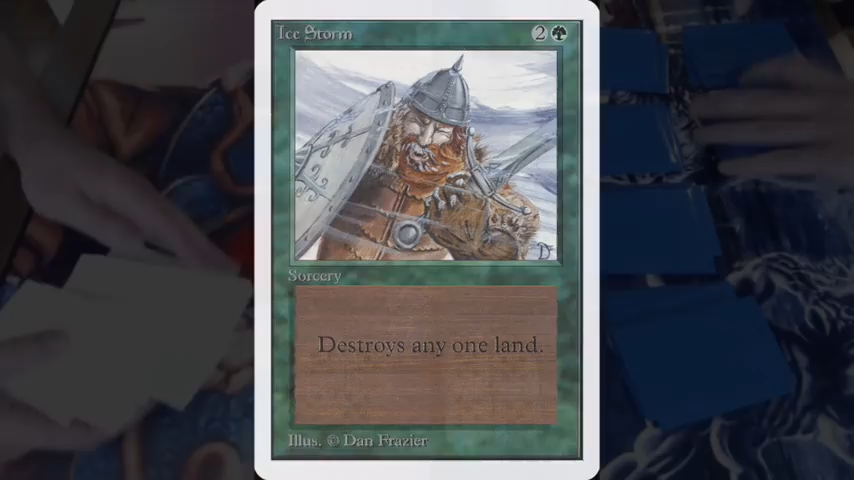 Ice Storm
2
Sorcery
Destroys any one land.
Illus. © Dan Frazier